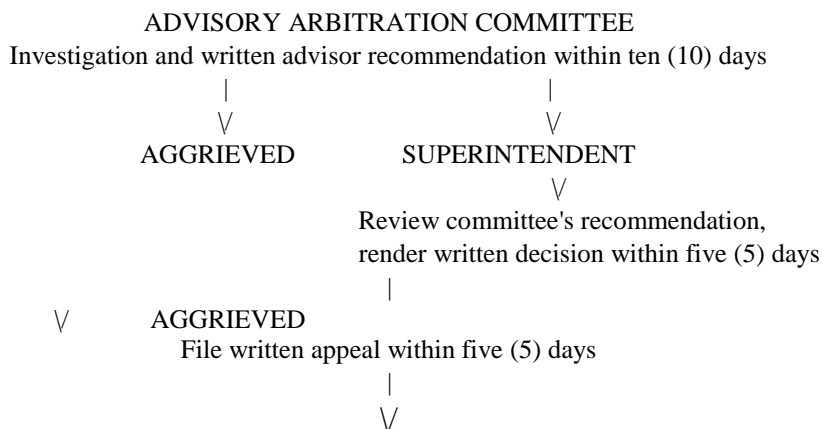 ADVISORY ARBITRATION COMMITTEE
Investigation and written advisor recommendation within ten (10) days
| |
\/ \/
AGGRIEVED SUPERINTENDENT
\/
Review committee's recommendation,
render written decision within five (5) days
|
\/ AGGRIEVED
File written appeal within five (5) days
|
\/